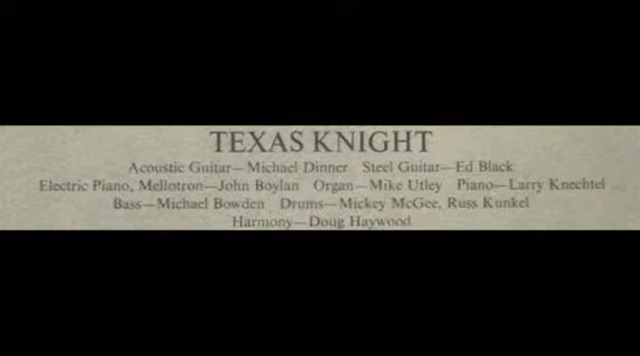 TEXAS KNIGHT
Acoustic Guitar—Michael Dinner Steel Guitar—Ed Black
Electric Piano, Mellotron—John Boylan Organ—Mike Utley Piano—Larry Knechtel
Bass—Michael Bowden Drums—Mickey McGee, Russ Kunkel
Harmony—Doug Haywood